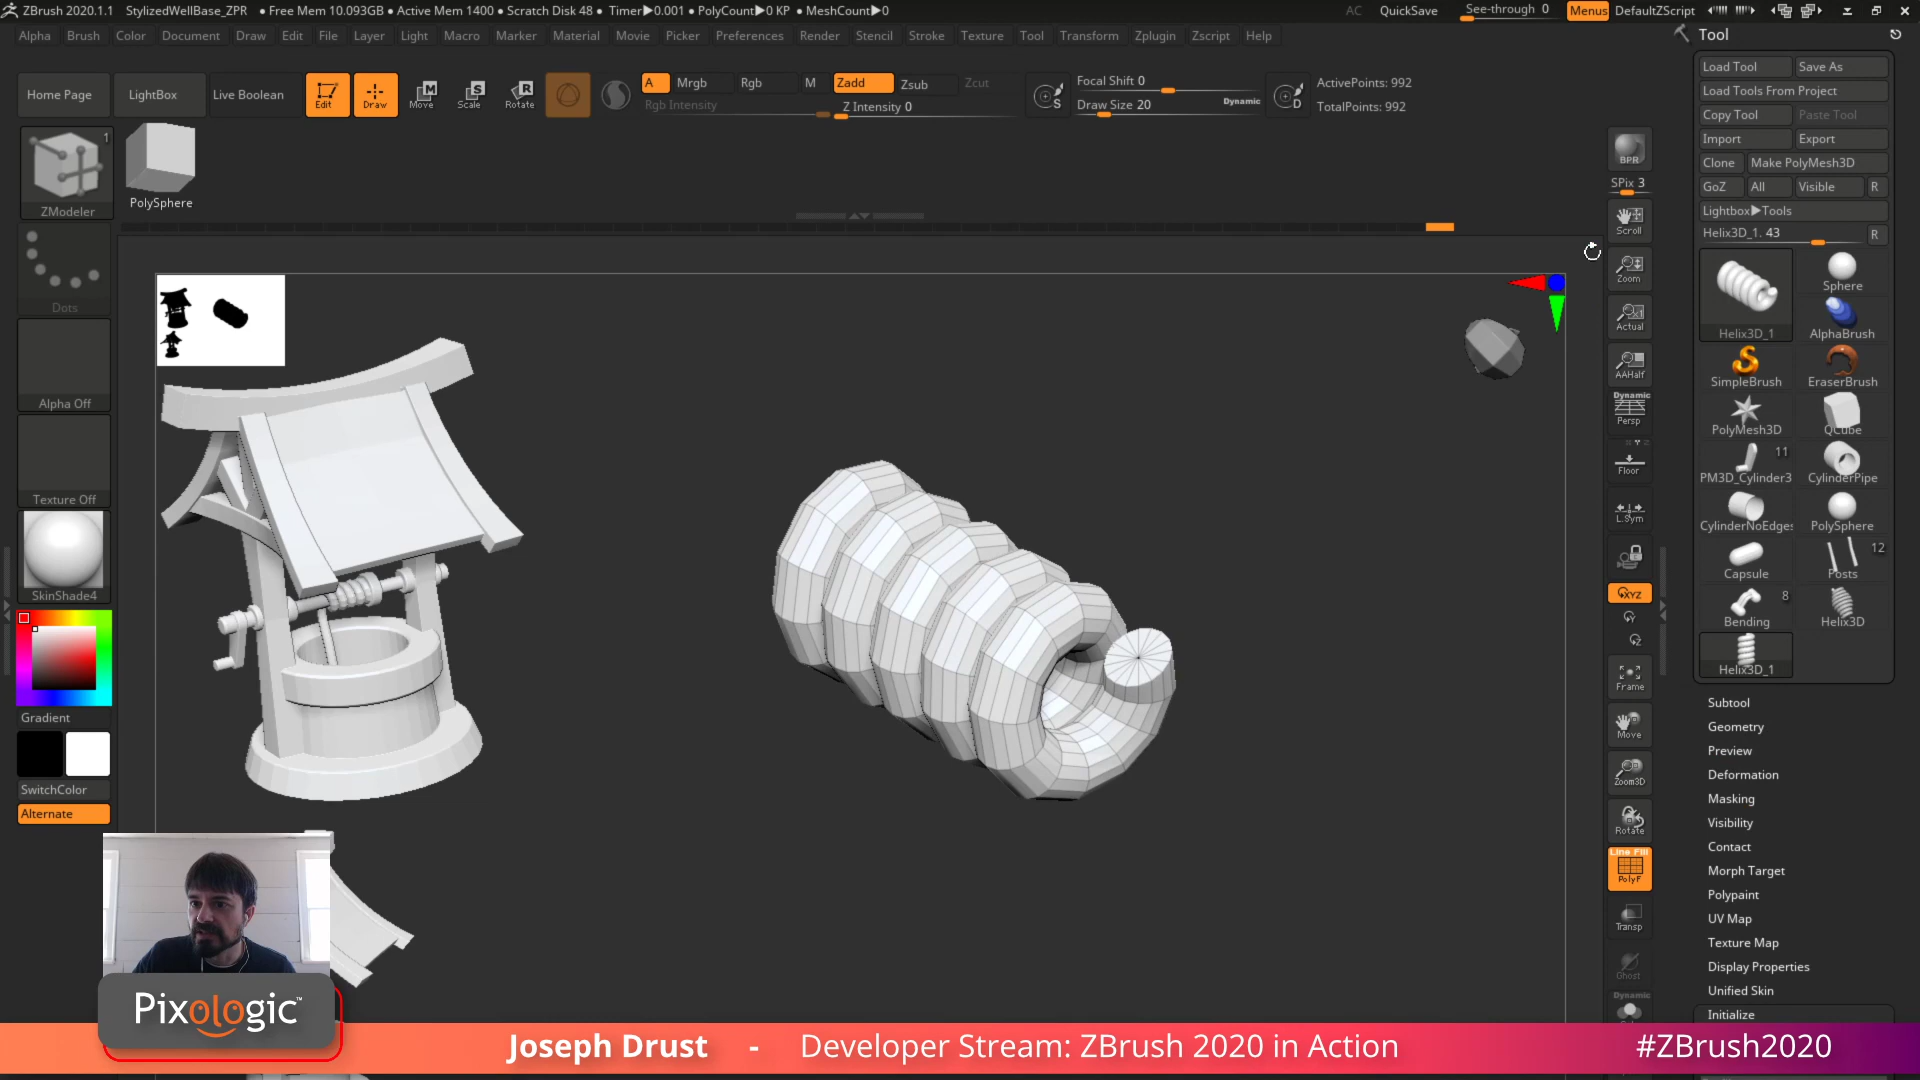 ZBrush 2020.1.1 StylizedWellBase_ZPR • Free Mem 10.093GB • Active Mem 1400 • Scratch Disk 48 • Timer▶0.001 • PolyCount▶0 KP • MeshCount▶0 AC QuickSave See-through 0 Menus DefaultZScript
Alpha Brush Color Document Draw Edit File Layer Light Macro Marker Material Movie Picker Preferences Render Stencil Stroke Texture Tool Transform Zplugin Zscript Help
Tool
Home Page LightBox Live Boolean Edit Draw Move Scale Rotate
A Mrgb Rgb M Zadd Zsub Zcut
Rgb Intensity Z Intensity 0
Focal Shift 0
Draw Size 20 Dynamic
ActivePoints: 992
TotalPoints: 992
1
ZModeler
PolySphere
Dots
Alpha Off
Texture Off
SkinShade4
Gradient
SwitchColor
Alternate
BPR
SPix 3
Scroll
Zoom
Actual
AAHalf
Dynamic
Persp
Floor
L.Sym
XYZ
Frame
Move
Zoom3D
Rotate
Line Fill
PolyF
Transp
Ghost
Dynamic
Load Tool Save As
Load Tools From Project
Copy Tool Paste Tool
Import Export
Clone Make PolyMesh3D
GoZ All Visible R
Lightbox▶Tools
Helix3D_1. 43 R
Helix3D_1 Sphere
AlphaBrush
SimpleBrush EraserBrush
PolyMesh3D QCube
11
PM3D_Cylinder3 CylinderPipe
CylinderNoEdges PolySphere
12
Capsule Posts
8
Bending Helix3D
Helix3D_1
Subtool
Geometry
Preview
Deformation
Masking
Visibility
Contact
Morph Target
Polypaint
UV Map
Texture Map
Display Properties
Unified Skin
Initialize
Pixologic™
Joseph Drust - Developer Stream: ZBrush 2020 in Action #ZBrush2020